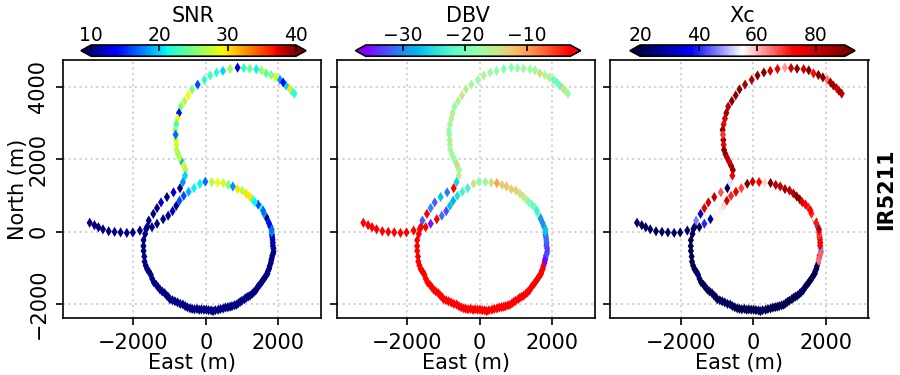 SNR DBV Xc
10 20 30 40 −30 −20 −10 20 40 60 80
4000
2000
0
−2000
North (m)
−2000 0 2000 −2000 0 2000 −2000 0 2000
East (m) East (m) East (m)
IR5211